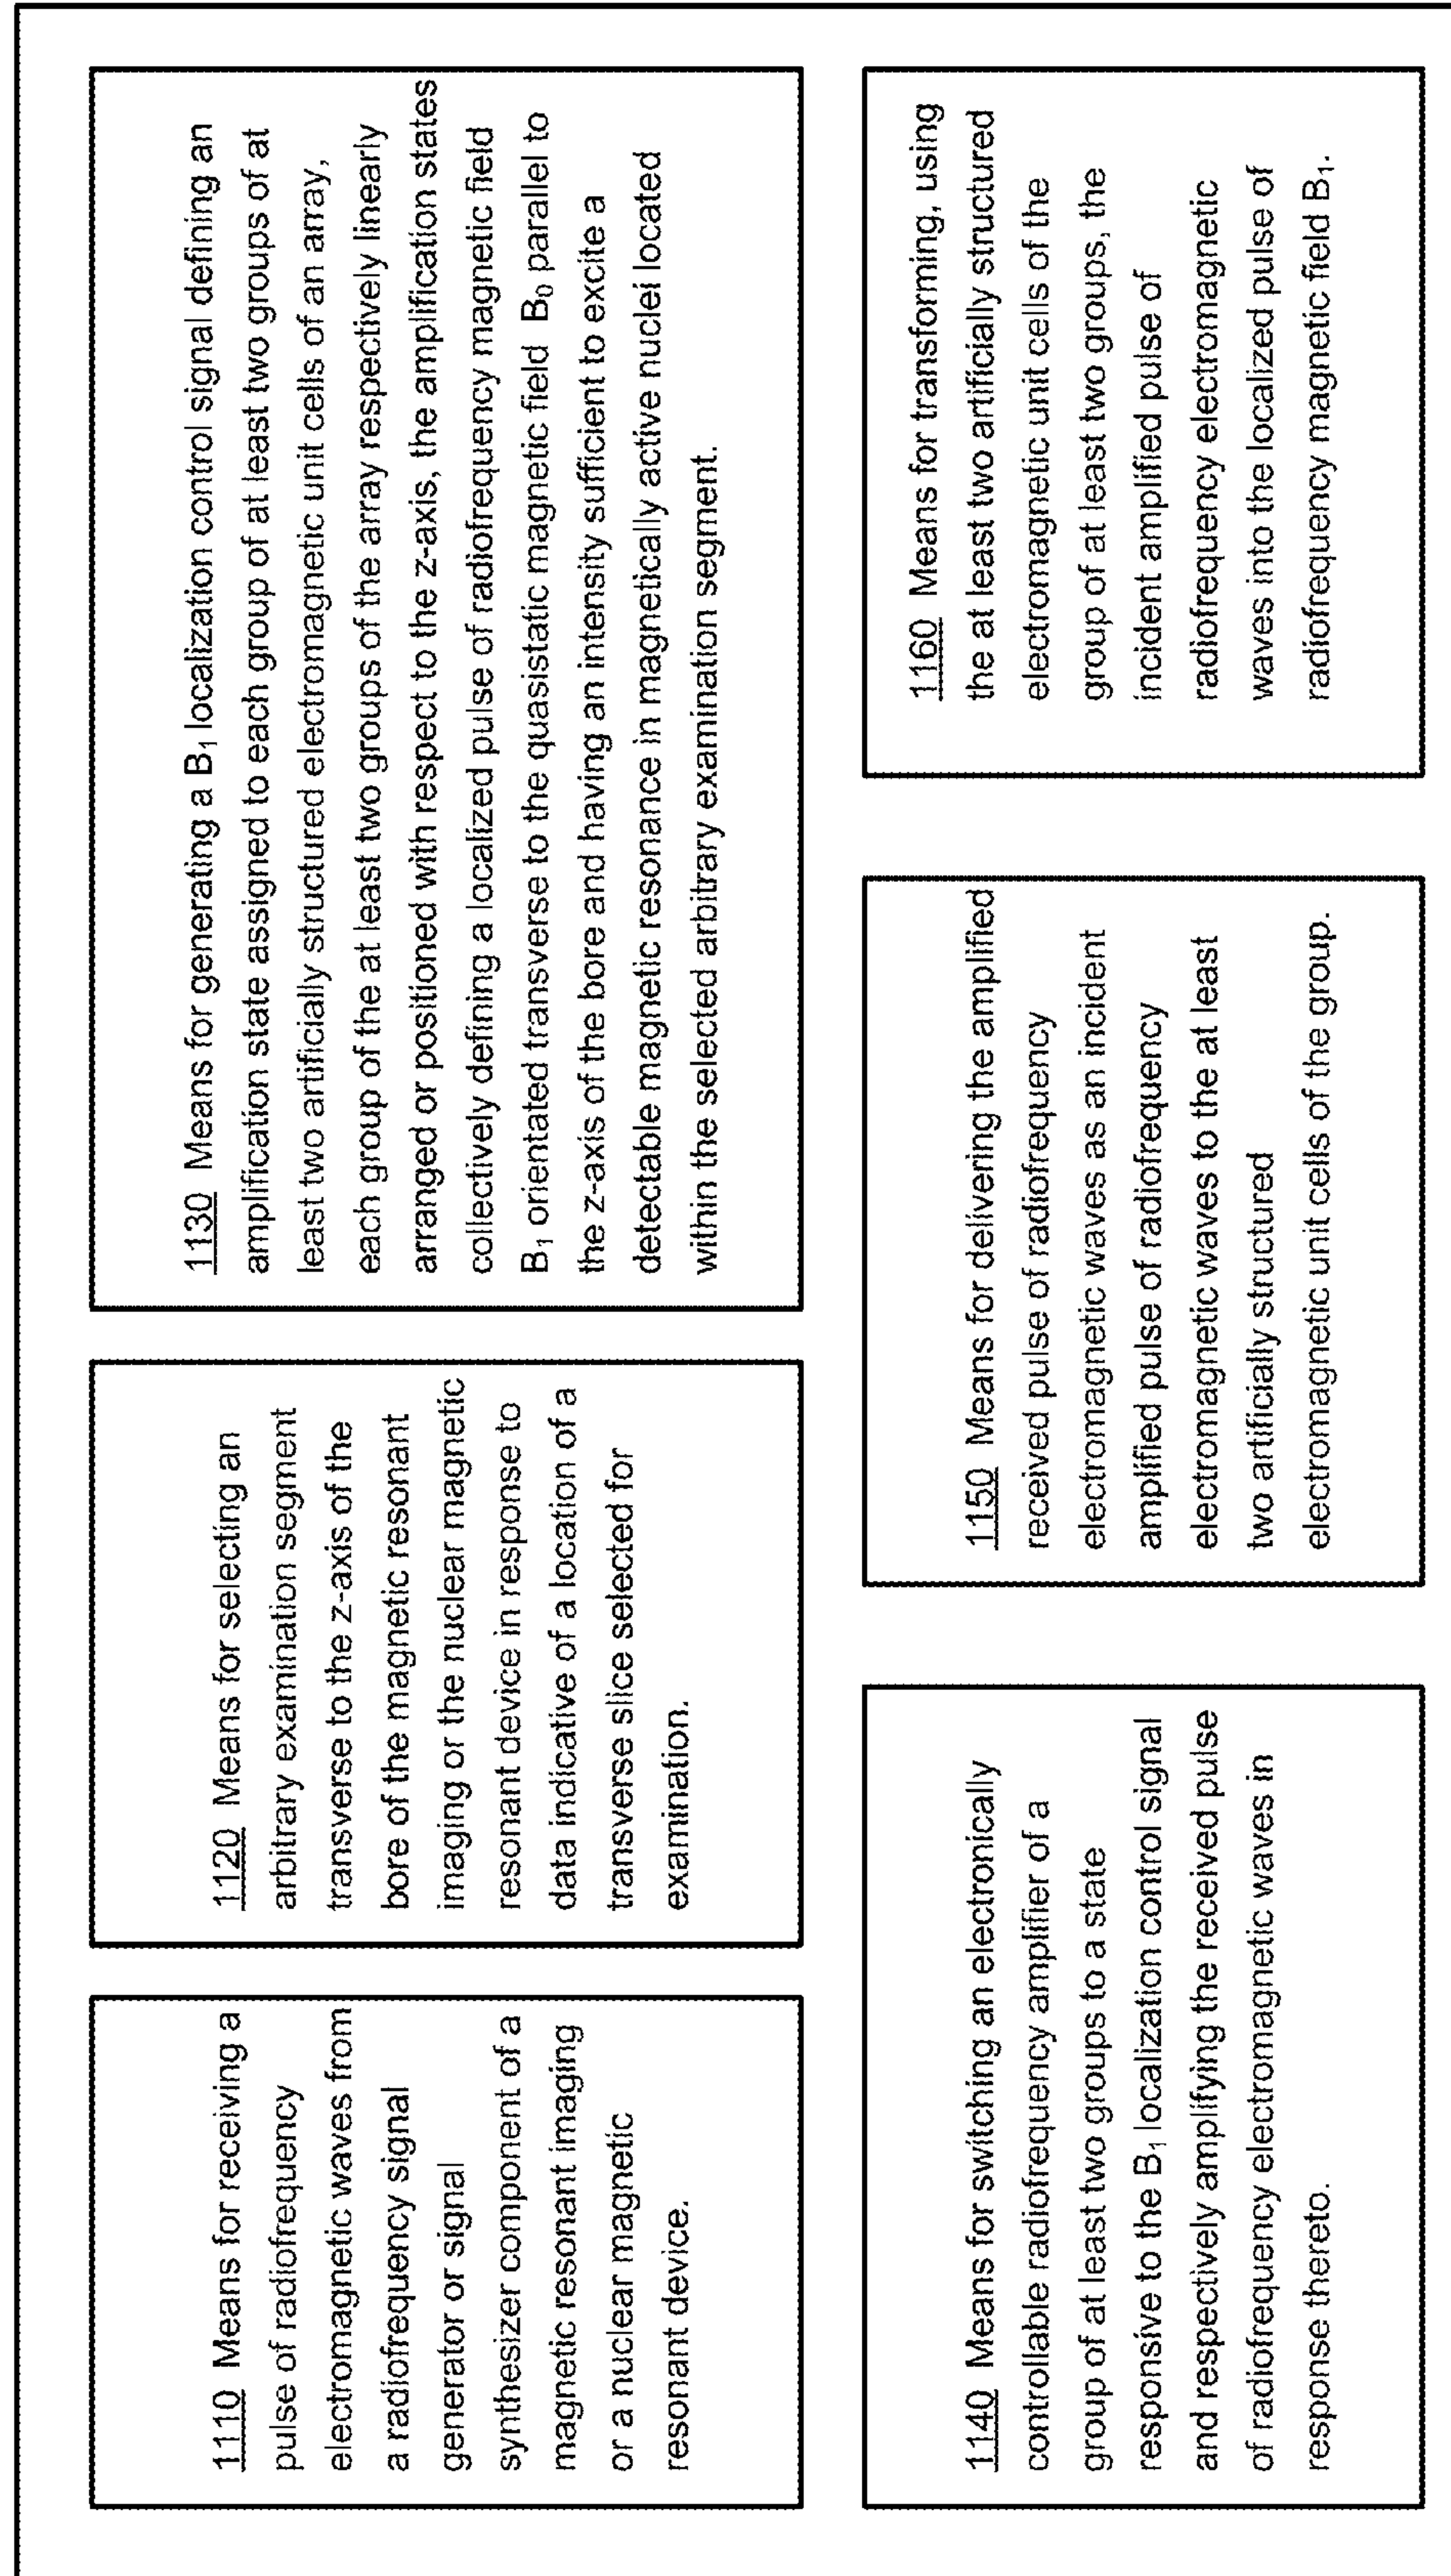 1110 Means for receiving a
pulse of radiofrequency
electromagnetic waves from
a radiofrequency signal
generator or signal
synthesizer component of a
magnetic resonant imaging
or a nuclear magnetic
resonant device.
1120 Means for selecting an
arbitrary examination segment
transverse to the z-axis of the
bore of the magnetic resonant
imaging or the nuclear magnetic
resonant device in response to
data indicative of a location of a
transverse slice selected for
examination.
1130 Means for generating a B₁ localization control signal defining an
amplification state assigned to each group of at least two groups of at
least two artificially structured electromagnetic unit cells of an array,
each group of the at least two groups of the array respectively linearly
arranged or positioned with respect to the z-axis, the amplification states
collectively defining a localized pulse of radiofrequency magnetic field
B₁ orientated transverse to the quasistatic magnetic field B₀ parallel to
the z-axis of the bore and having an intensity sufficient to excite a
detectable magnetic resonance in magnetically active nuclei located
within the selected arbitrary examination segment.
1140 Means for switching an electronically
controllable radiofrequency amplifier of a
group of at least two groups to a state
responsive to the B₁ localization control signal
and respectively amplifying the received pulse
of radiofrequency electromagnetic waves in
response thereto.
1150 Means for delivering the amplified
received pulse of radiofrequency
electromagnetic waves as an incident
amplified pulse of radiofrequency
electromagnetic waves to the at least
two artificially structured
electromagnetic unit cells of the group.
1160 Means for transforming, using
the at least two artificially structured
electromagnetic unit cells of the
group of at least two groups, the
incident amplified pulse of
radiofrequency electromagnetic
waves into the localized pulse of
radiofrequency magnetic field B₁.